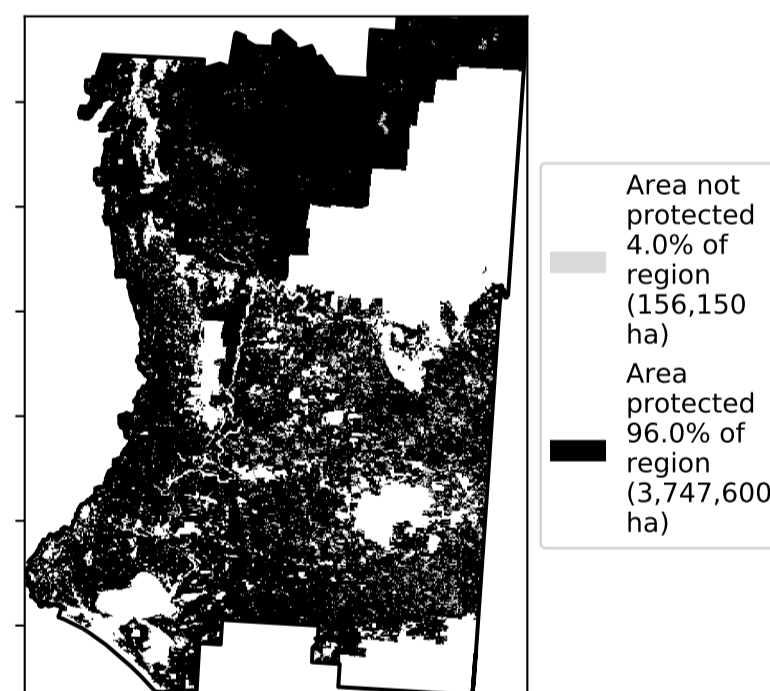 Area not
protected
4.0% of
region
(156,150
ha)
Area
protected
96.0% of
region
(3,747,600
ha)